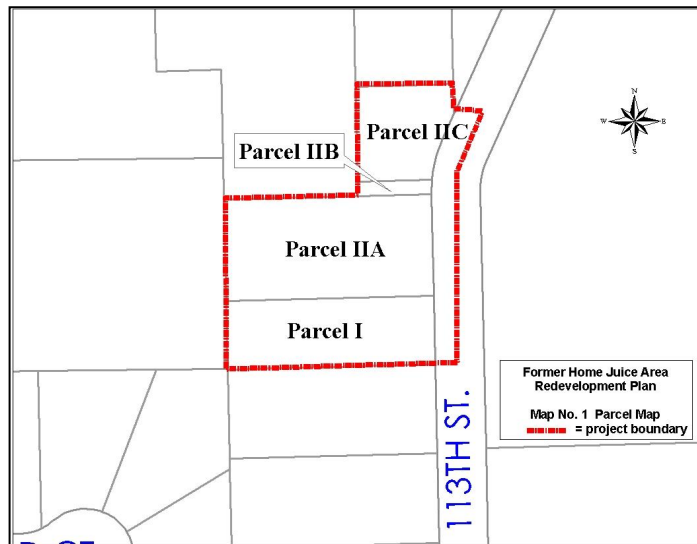 N
W E
S
Parcel IIC
Parcel IIB
Parcel IIA
Parcel I
Former Home Juice Area
Redevelopment Plan
Map No. 1 Parcel Map
= project boundary
113TH ST.